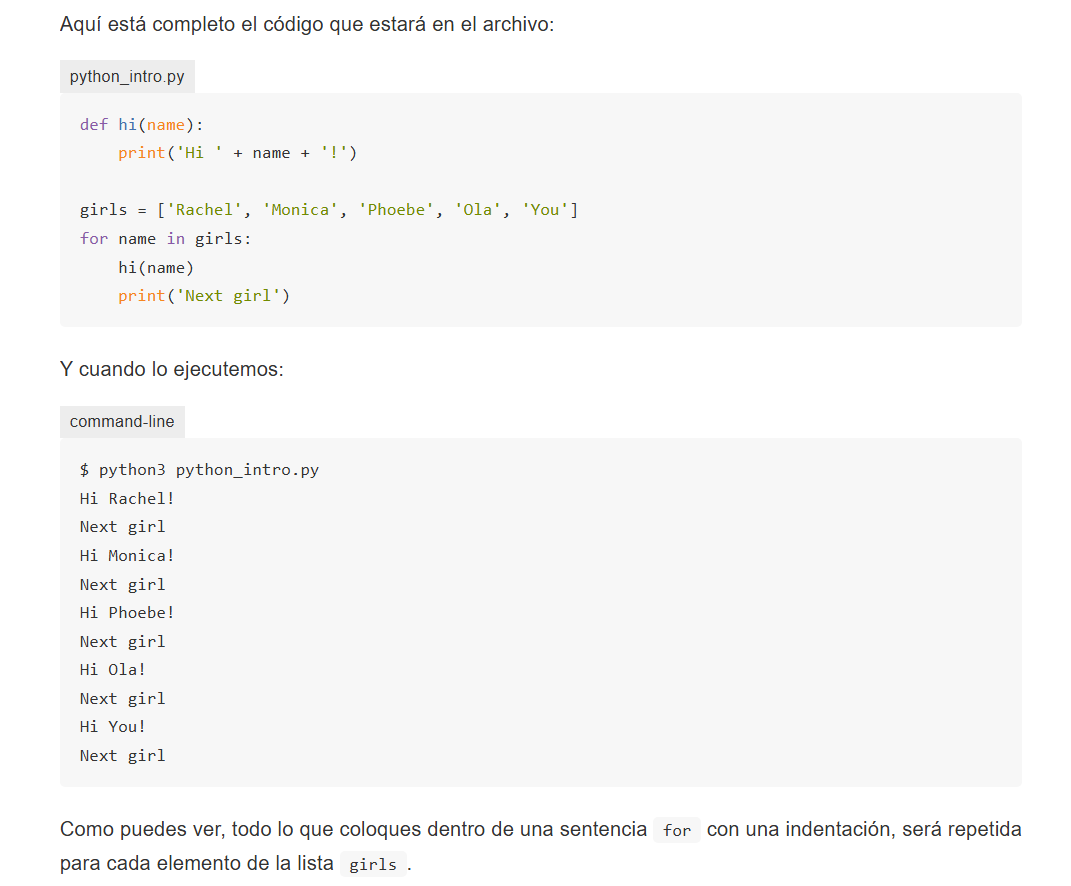 Aquí está completo el código que estará en el archivo:
python_intro.py
def hi(name):
    print('Hi ' + name + '!')
girls = ['Rachel', 'Monica', 'Phoebe', 'Ola', 'You']
for name in girls:
    hi(name)
    print('Next girl')
Y cuando lo ejecutemos:
command-line
$ python3 python_intro.py
Hi Rachel!
Next girl
Hi Monica!
Next girl
Hi Phoebe!
Next girl
Hi Ola!
Next girl
Hi You!
Next girl
Como puedes ver, todo lo que coloques dentro de una sentencia for con una indentación, será repetida
para cada elemento de la lista girls .